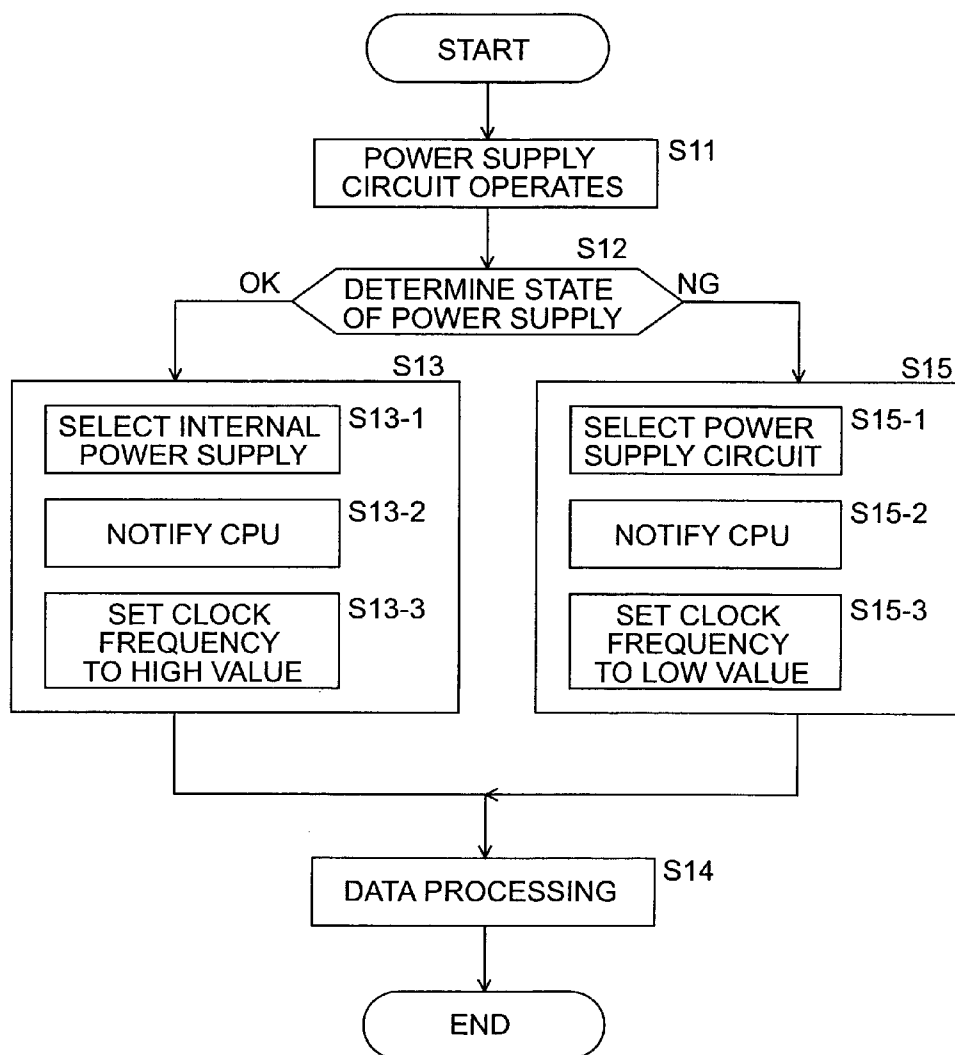 START
S11
POWER SUPPLY
CIRCUIT OPERATES
S12
OK
DETERMINE STATE
OF POWER SUPPLY
NG
S13
S13-1
SELECT INTERNAL
POWER SUPPLY
S13-2
NOTIFY CPU
S13-3
SET CLOCK
FREQUENCY
TO HIGH VALUE
S15
S15-1
SELECT POWER
SUPPLY CIRCUIT
S15-2
NOTIFY CPU
S15-3
SET CLOCK
FREQUENCY
TO LOW VALUE
S14
DATA PROCESSING
END